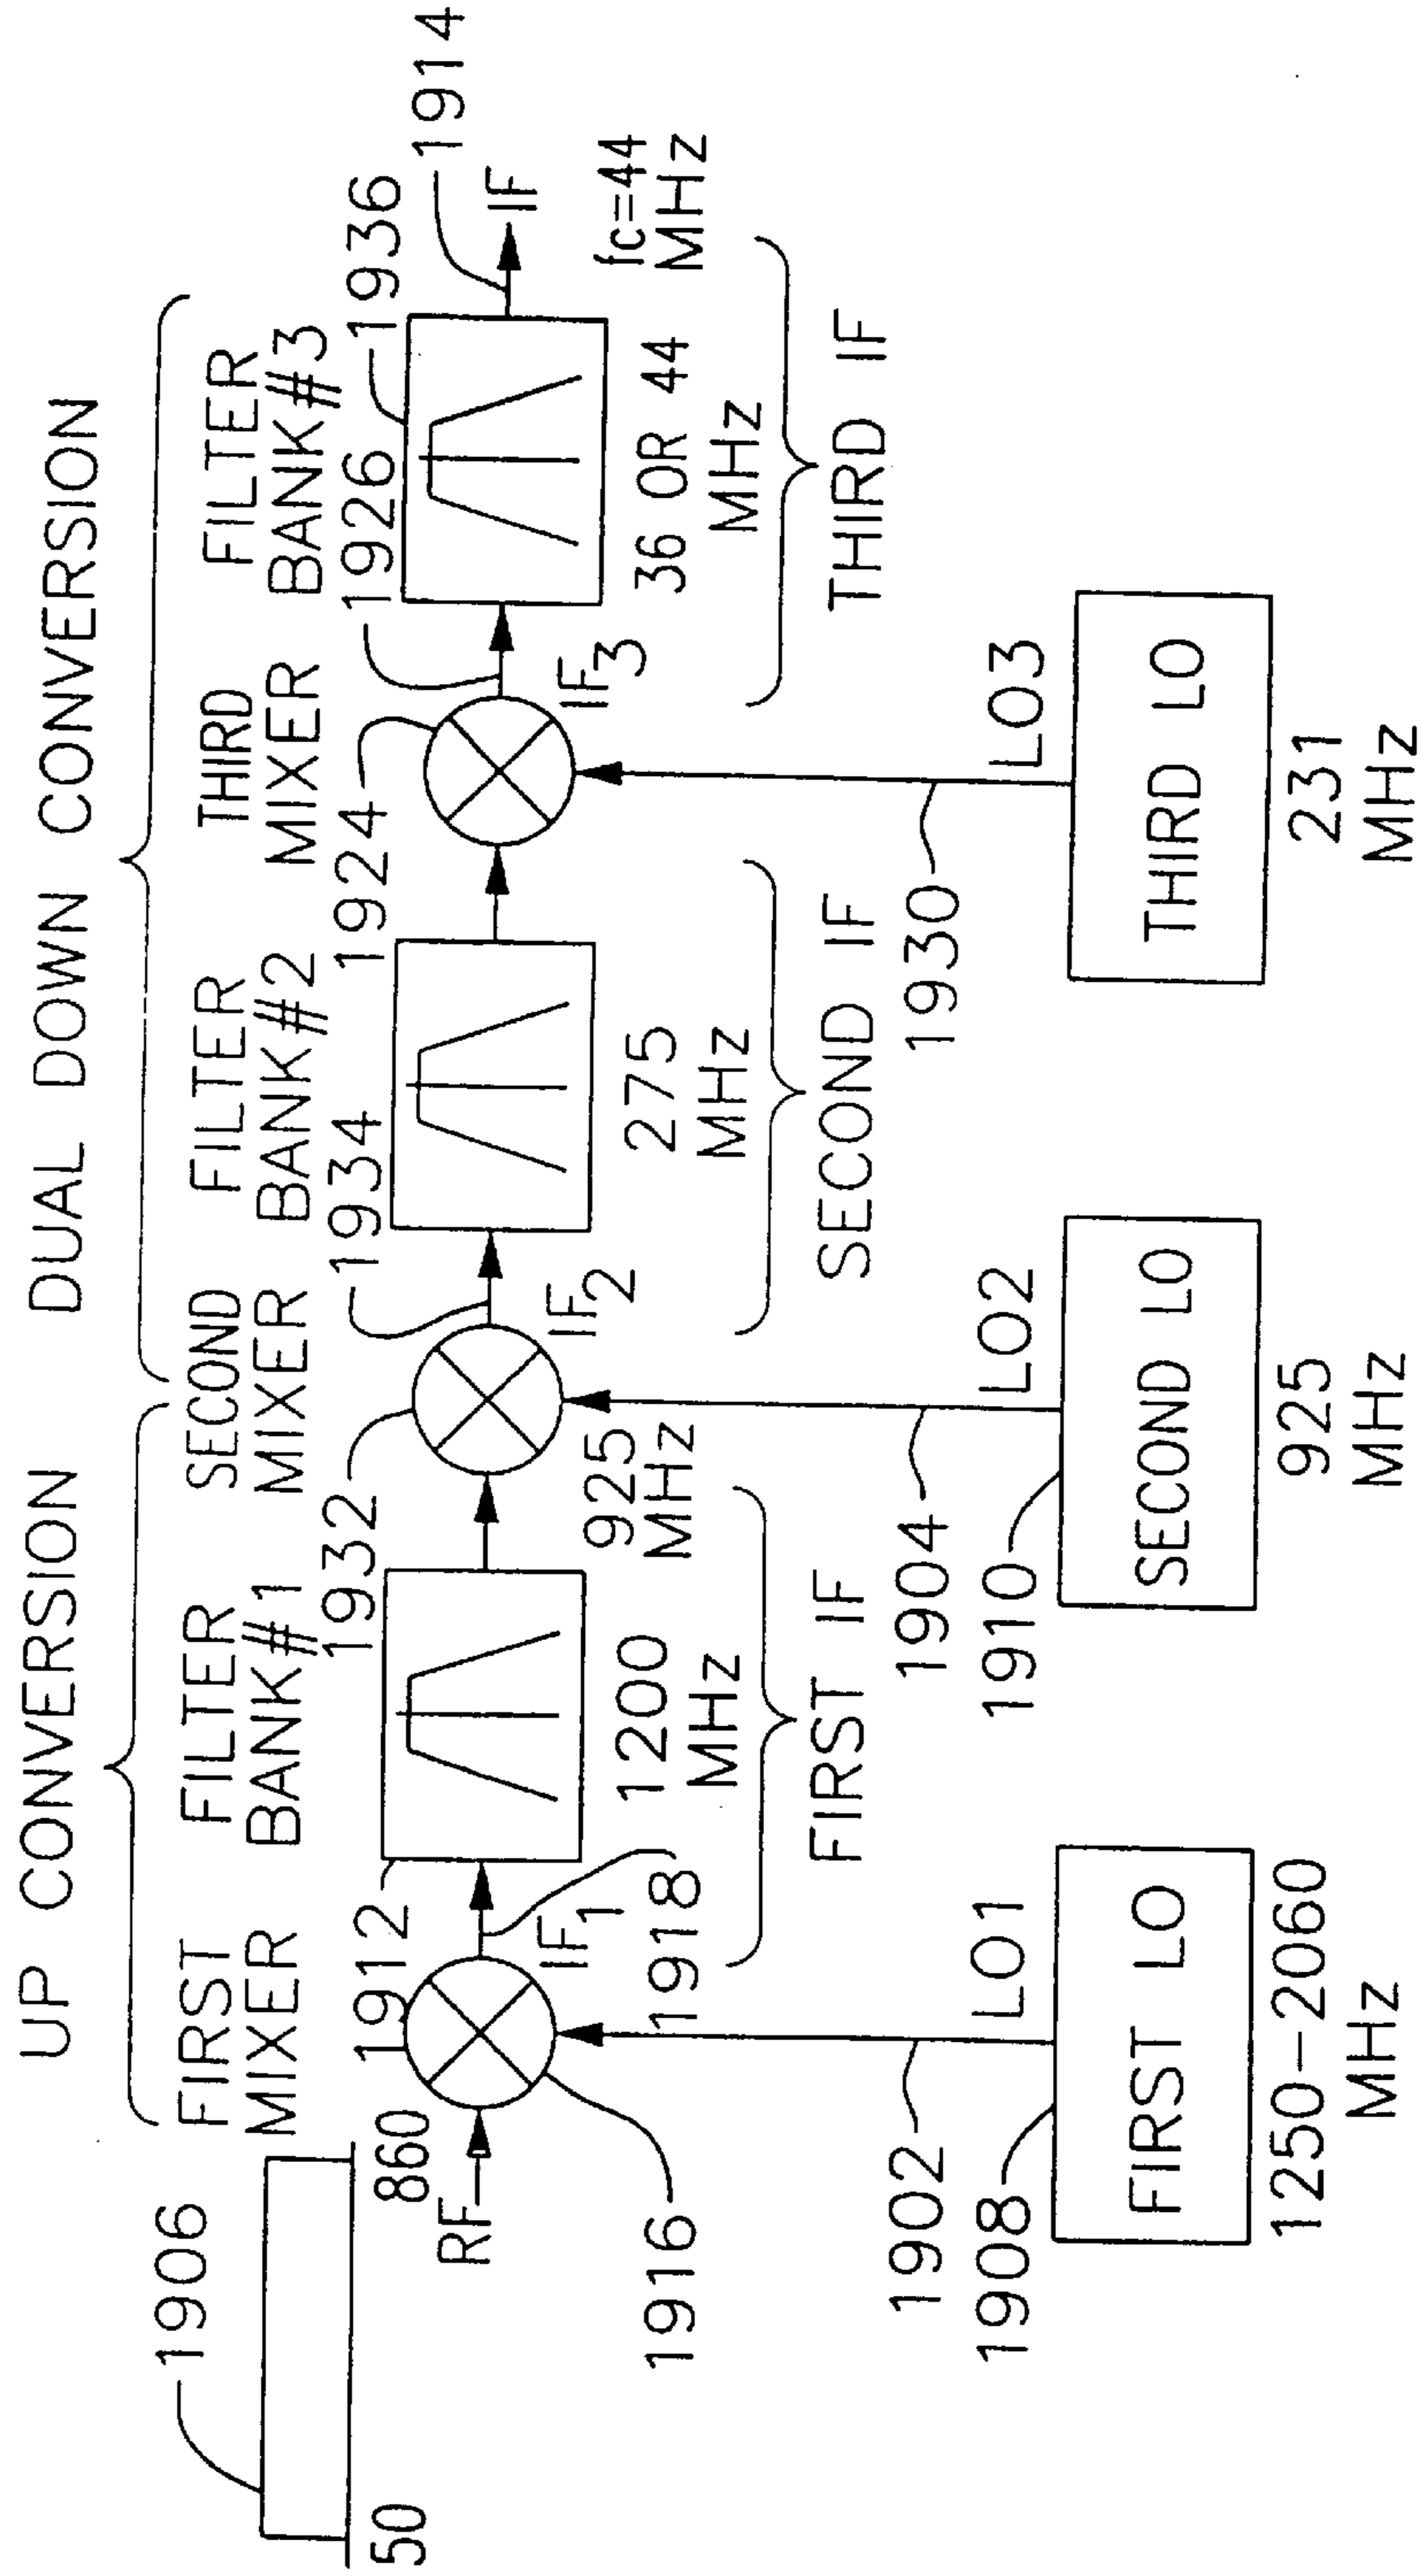 UP CONVERSION
DUAL DOWN CONVERSION
1906
50
860
RF
FIRST
MIXER
1912
1916
IF1
1918
FILTER
BANK#1
1932
1200
MHz
FIRST IF
SECOND
MIXER
925
MHz
1934
IF2
FILTER
BANK#2
1924
275
MHz
SECOND IF
THIRD
MIXER
1926
IF3
FILTER
BANK#3
1936
36 OR 44
MHz
THIRD IF
1914
IF
fc=44
MHz
1902
LO1
1908
FIRST LO
1250-2060
MHz
1904
LO2
1910
SECOND LO
925
MHz
1930
LO3
THIRD LO
231
MHz